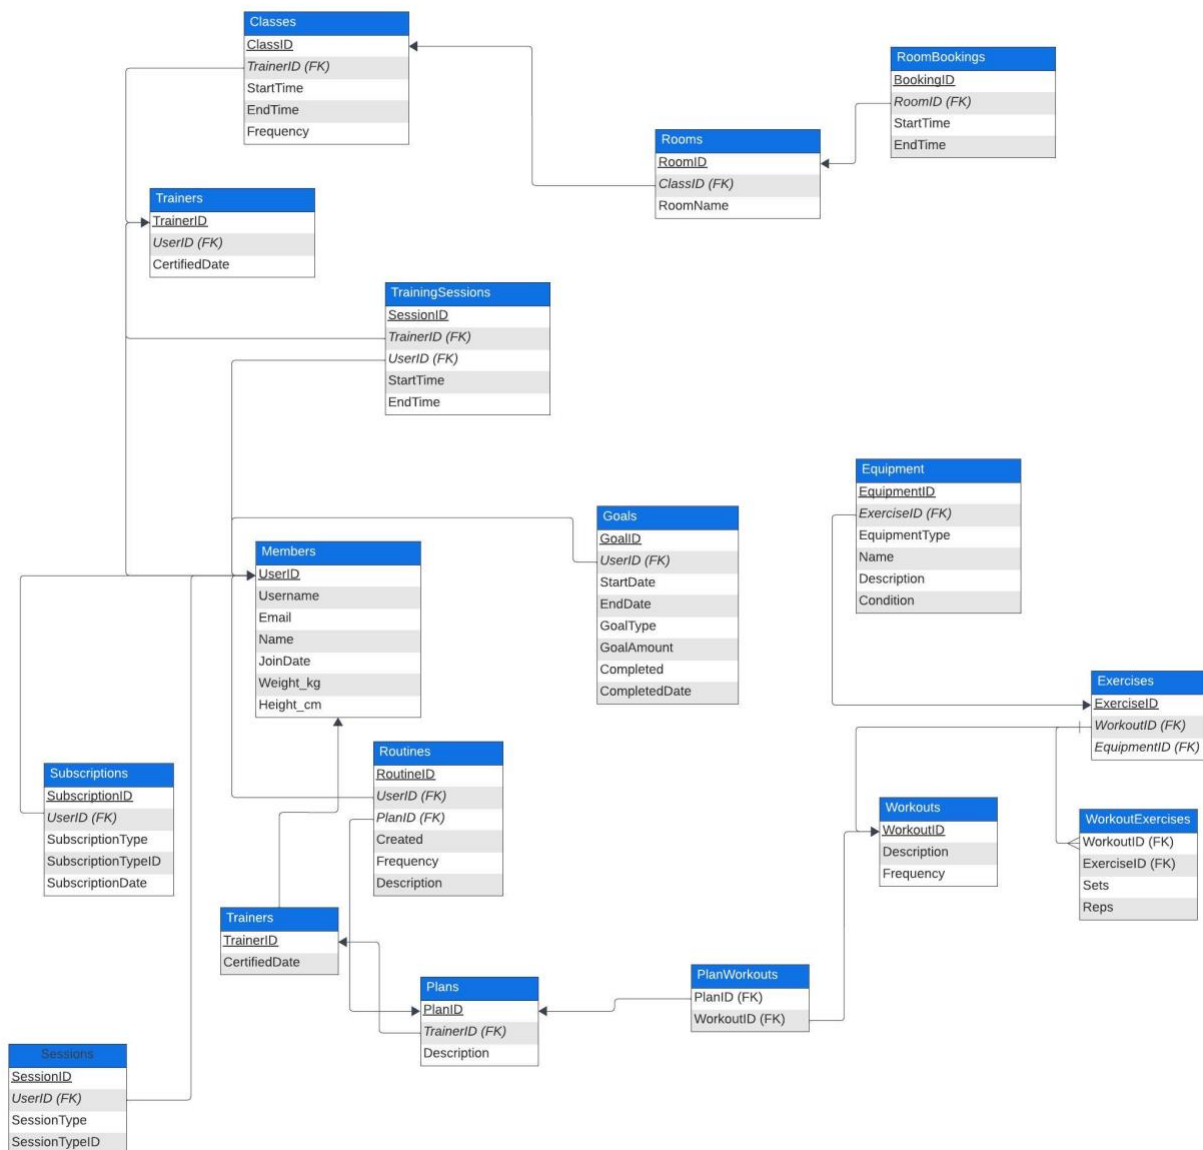 Classes
ClassID
TrainerID (FK)
StartTime
EndTime
Frequency
RoomBookings
BookingID
RoomID (FK)
StartTime
EndTime
Rooms
RoomID
ClassID (FK)
RoomName
Trainers
TrainerID
UserID (FK)
CertifiedDate
TrainingSessions
SessionID
TrainerID (FK)
UserID (FK)
StartTime
EndTime
Equipment
EquipmentID
ExerciseID (FK)
EquipmentType
Name
Description
Condition
Goals
GoalID
UserID (FK)
StartDate
EndDate
GoalType
GoalAmount
Completed
CompletedDate
Members
UserID
Username
Email
Name
JoinDate
Weight_kg
Height_cm
Exercises
ExerciseID
WorkoutID (FK)
EquipmentID (FK)
Routines
RoutineID
UserID (FK)
PlanID (FK)
Created
Frequency
Description
Subscriptions
SubscriptionID
UserID (FK)
SubscriptionType
SubscriptionTypeID
SubscriptionDate
Workouts
WorkoutID
Description
Frequency
WorkoutExercises
WorkoutID (FK)
ExerciseID (FK)
Sets
Reps
Trainers
TrainerID
CertifiedDate
Plans
PlanID
TrainerID (FK)
Description
PlanWorkouts
PlanID (FK)
WorkoutID (FK)
Sessions
SessionID
UserID (FK)
SessionType
SessionTypeID